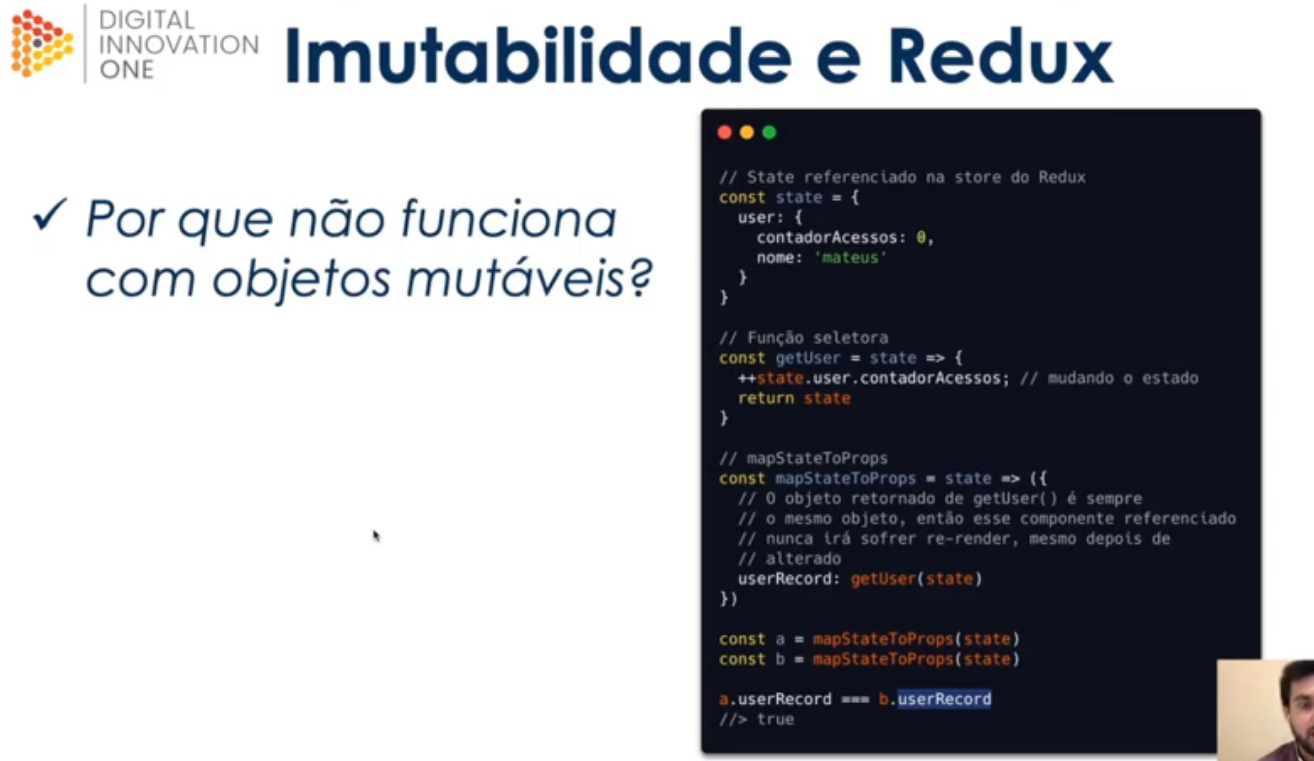 DIGITAL
INNOVATION
ONE
Imutabilidade e Redux
✓ Por que não funciona
com objetos mutáveis?
// State referenciado na store do Redux
const state = {
  user: {
    contadorAcessos: 0,
    nome: 'mateus'
  }
}
// Função seletora
const getUser = state => {
  ++state.user.contadorAcessos; // mudando o estado
  return state
}
// mapStateToProps
const mapStateToProps = state => ({
  // O objeto retornado de getUser() é sempre
  // o mesmo objeto, então esse componente referenciado
  // nunca irá sofrer re-render, mesmo depois de
  // alterado
  userRecord: getUser(state)
})
const a = mapStateToProps(state)
const b = mapStateToProps(state)
a.userRecord === b.userRecord
//> true